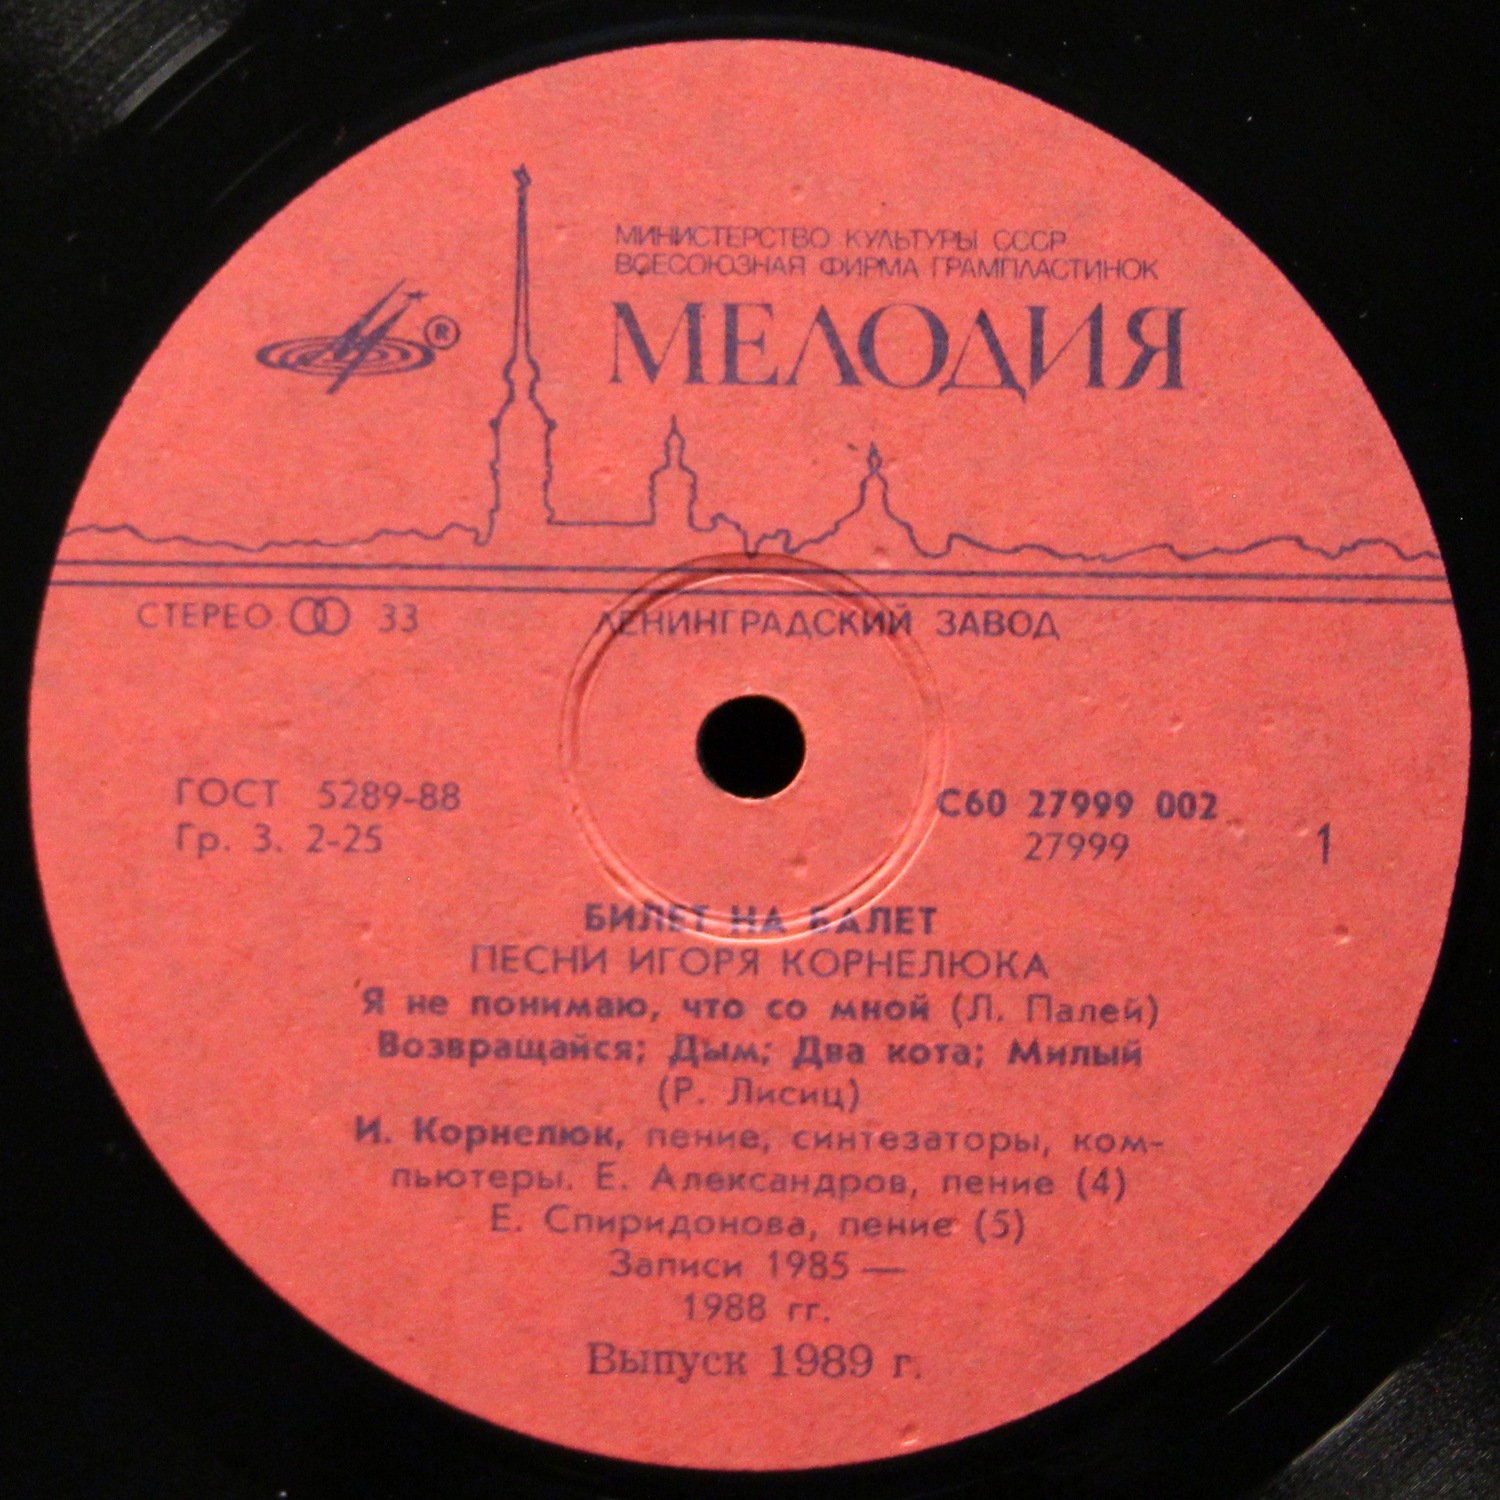 МИНИСТЕРСТВО КУЛЬТУРЫ СССР
ВСЕСОЮЗНАЯ ФИРМА ГРАМПЛАСТИНОК
МЕЛОДИЯ
®
СТЕРЕО 33
ЛЕНИНГРАДСКИЙ ЗАВОД
ГОСТ 5289-88
Гр. 3. 2-25
С60 27999 002
27999
1
БИЛЕТ НА БАЛЕТ
ПЕСНИ ИГОРЯ КОРНЕЛЮКА
Я не понимаю, что со мной (Л. Палей)
Возвращайся; Дым; Два кота; Милый
(Р. Лисиц)
И. Корнелюк, пение, синтезаторы, ком-
пьютеры. Е. Александров, пение (4)
Е. Спиридонова, пение (5)
Записи 1985 —
1988 гг.
Выпуск 1989 г.